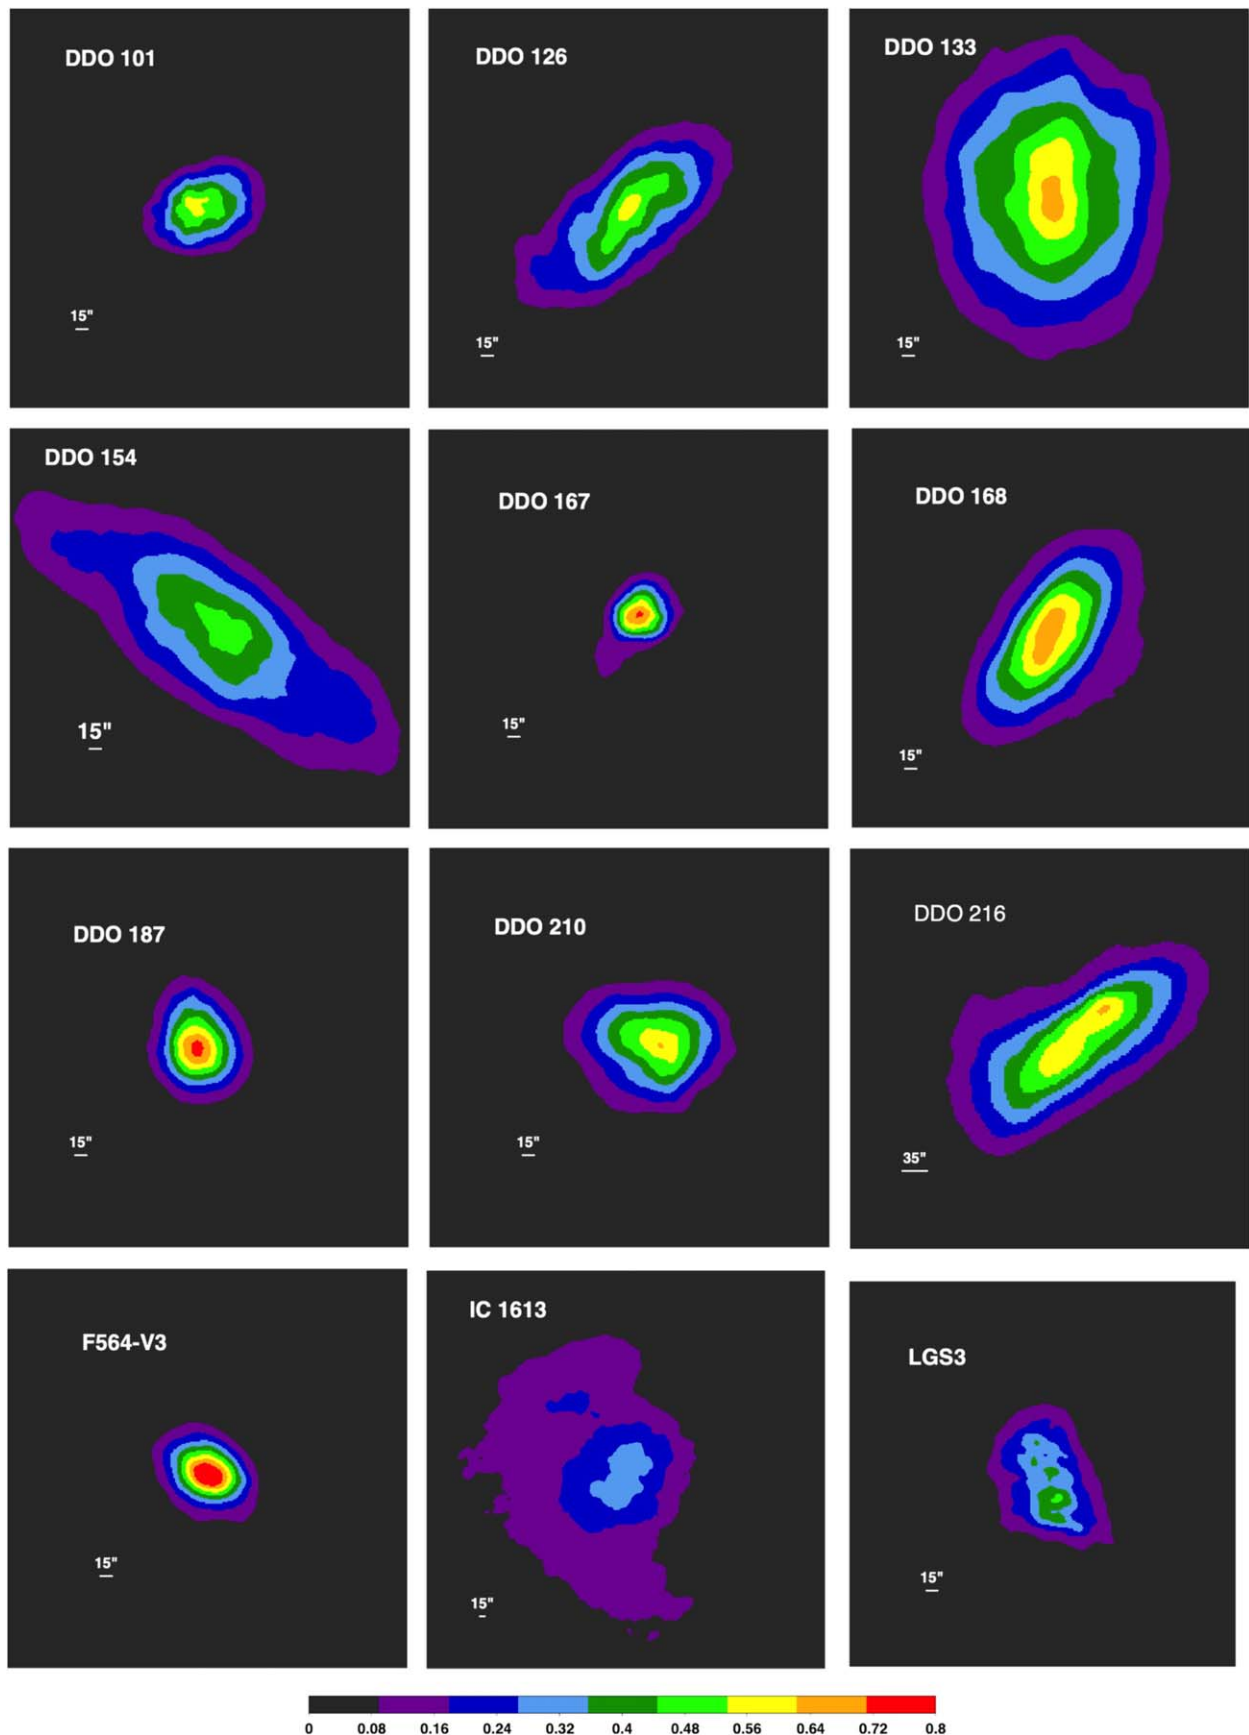 DDO 101
15"
DDO 126
15"
DDO 133
15"
DDO 154
15"
DDO 167
15"
DDO 168
15"
DDO 187
15"
DDO 210
15"
DDO 216
35"
F564-V3
15"
IC 1613
15"
LGS3
15"
0 0.08 0.16 0.24 0.32 0.4 0.48 0.56 0.64 0.72 0.8